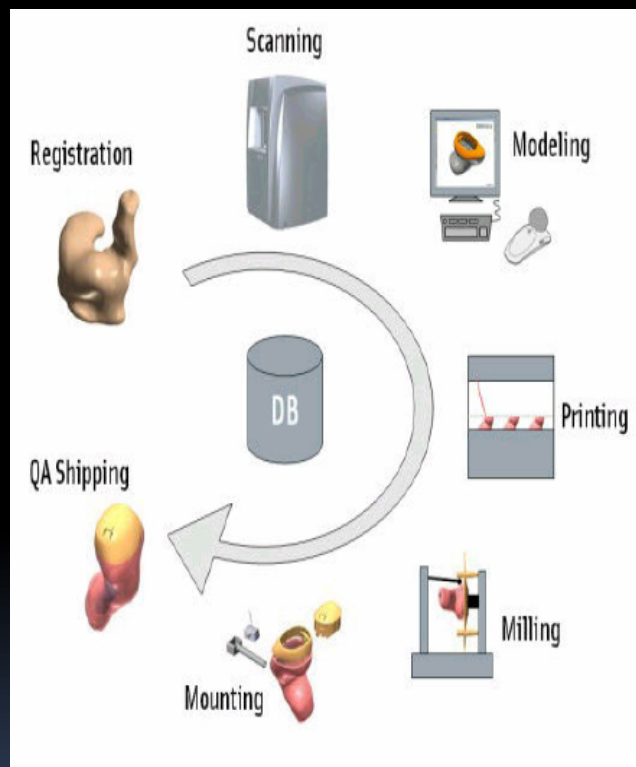 Scanning
Registration
Modeling
DB
Printing
QA Shipping
Milling
Mounting